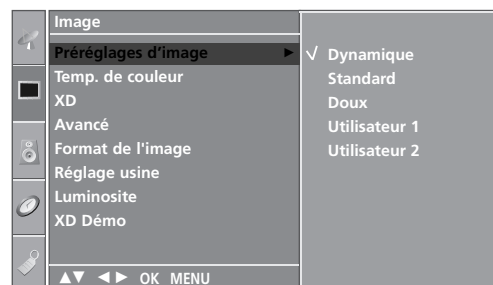 Image
Préréglages d’image ►
Temp. de couleur
XD
Avancé
Format de l'image
Réglage usine
Luminosite
XD Démo
▲▼ ◄► OK MENU
√ Dynamique
Standard
Doux
Utilisateur 1
Utilisateur 2